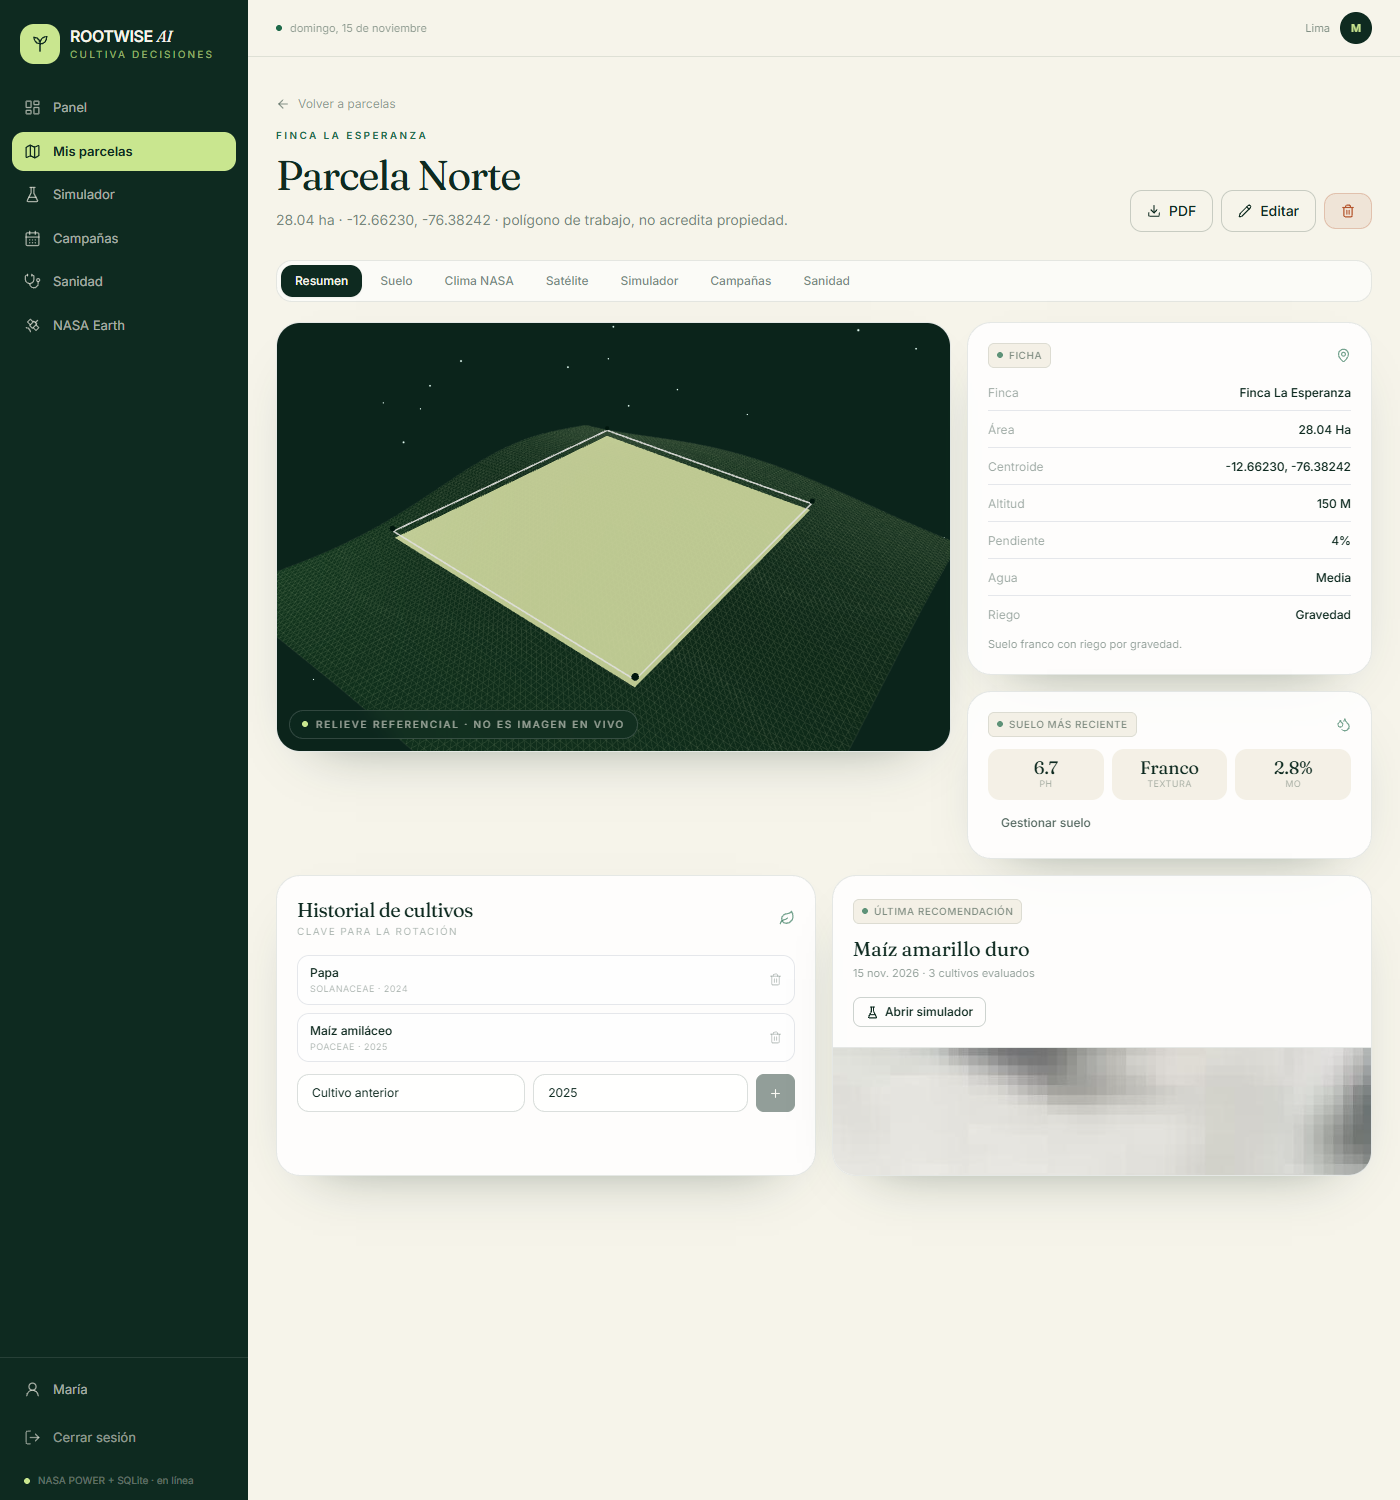 ROOTWISE AI
CULTIVA DECISIONES
Panel
Mis parcelas
Simulador
Campañas
Sanidad
NASA Earth
María
Cerrar sesión
NASA POWER + SQLite · en línea
domingo, 15 de noviembre
Lima
M
Volver a parcelas
FINCA LA ESPERANZA
Parcela Norte
28.04 ha · -12.66230, -76.38242 · polígono de trabajo, no acredita propiedad.
PDF
Editar
Resumen
Suelo
Clima NASA
Satélite
Simulador
Campañas
Sanidad
RELIEVE REFERENCIAL · NO ES IMAGEN EN VIVO
FICHA
Finca Finca La Esperanza
Área 28.04 Ha
Centroide -12.66230, -76.38242
Altitud 150 M
Pendiente 4%
Agua Media
Riego Gravedad
Suelo franco con riego por gravedad.
SUELO MÁS RECIENTE
6.7
PH
Franco
TEXTURA
2.8%
MO
Gestionar suelo
Historial de cultivos
CLAVE PARA LA ROTACIÓN
Papa
SOLANACEAE · 2024
Maíz amiláceo
POACEAE · 2025
Cultivo anterior
2025
ÚLTIMA RECOMENDACIÓN
Maíz amarillo duro
15 nov. 2026 · 3 cultivos evaluados
Abrir simulador